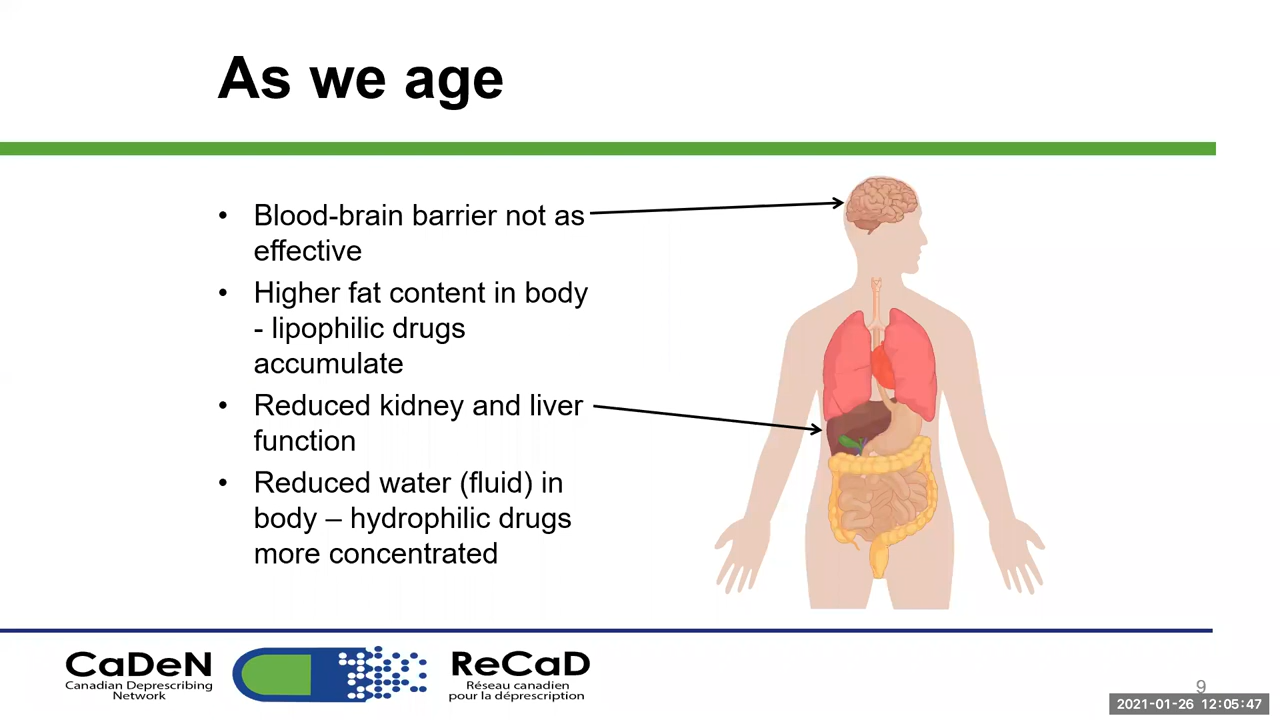 As we age
• Blood-brain barrier not as
effective
• Higher fat content in body
- lipophilic drugs
accumulate
• Reduced kidney and liver
function
• Reduced water (fluid) in
body – hydrophilic drugs
more concentrated
CaDeN
Canadian Deprescribing
Network
ReCaD
Réseau canadien
pour la déprescription
9
2021-01-26 12:05:47